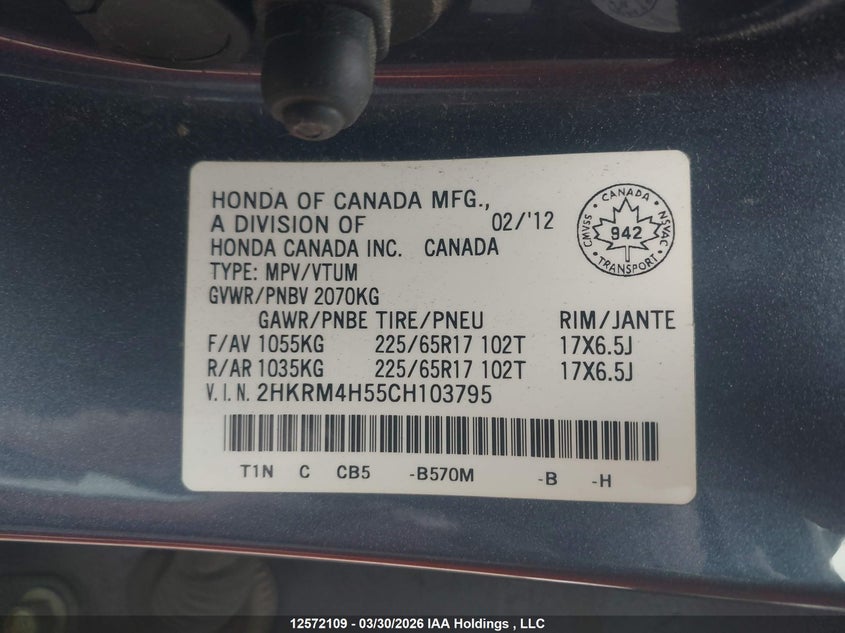 HONDA OF CANADA MFG.,
A DIVISION OF 02/'12
HONDA CANADA INC. CANADA
TYPE: MPV/VTUM
GVWR/PNBV 2070KG
GAWR/PNBE TIRE/PNEU RIM/JANTE
F/AV 1055KG 225/65R17 102T 17X6.5J
R/AR 1035KG 225/65R17 102T 17X6.5J
V.I.N. 2HKRM4H55CH103795
T1N C CB5 -B570M -B -H
CANADA
CMVSS 942 NSVAC
TRANSPORT
12572109 - 03/30/2026 IAA Holdings , LLC